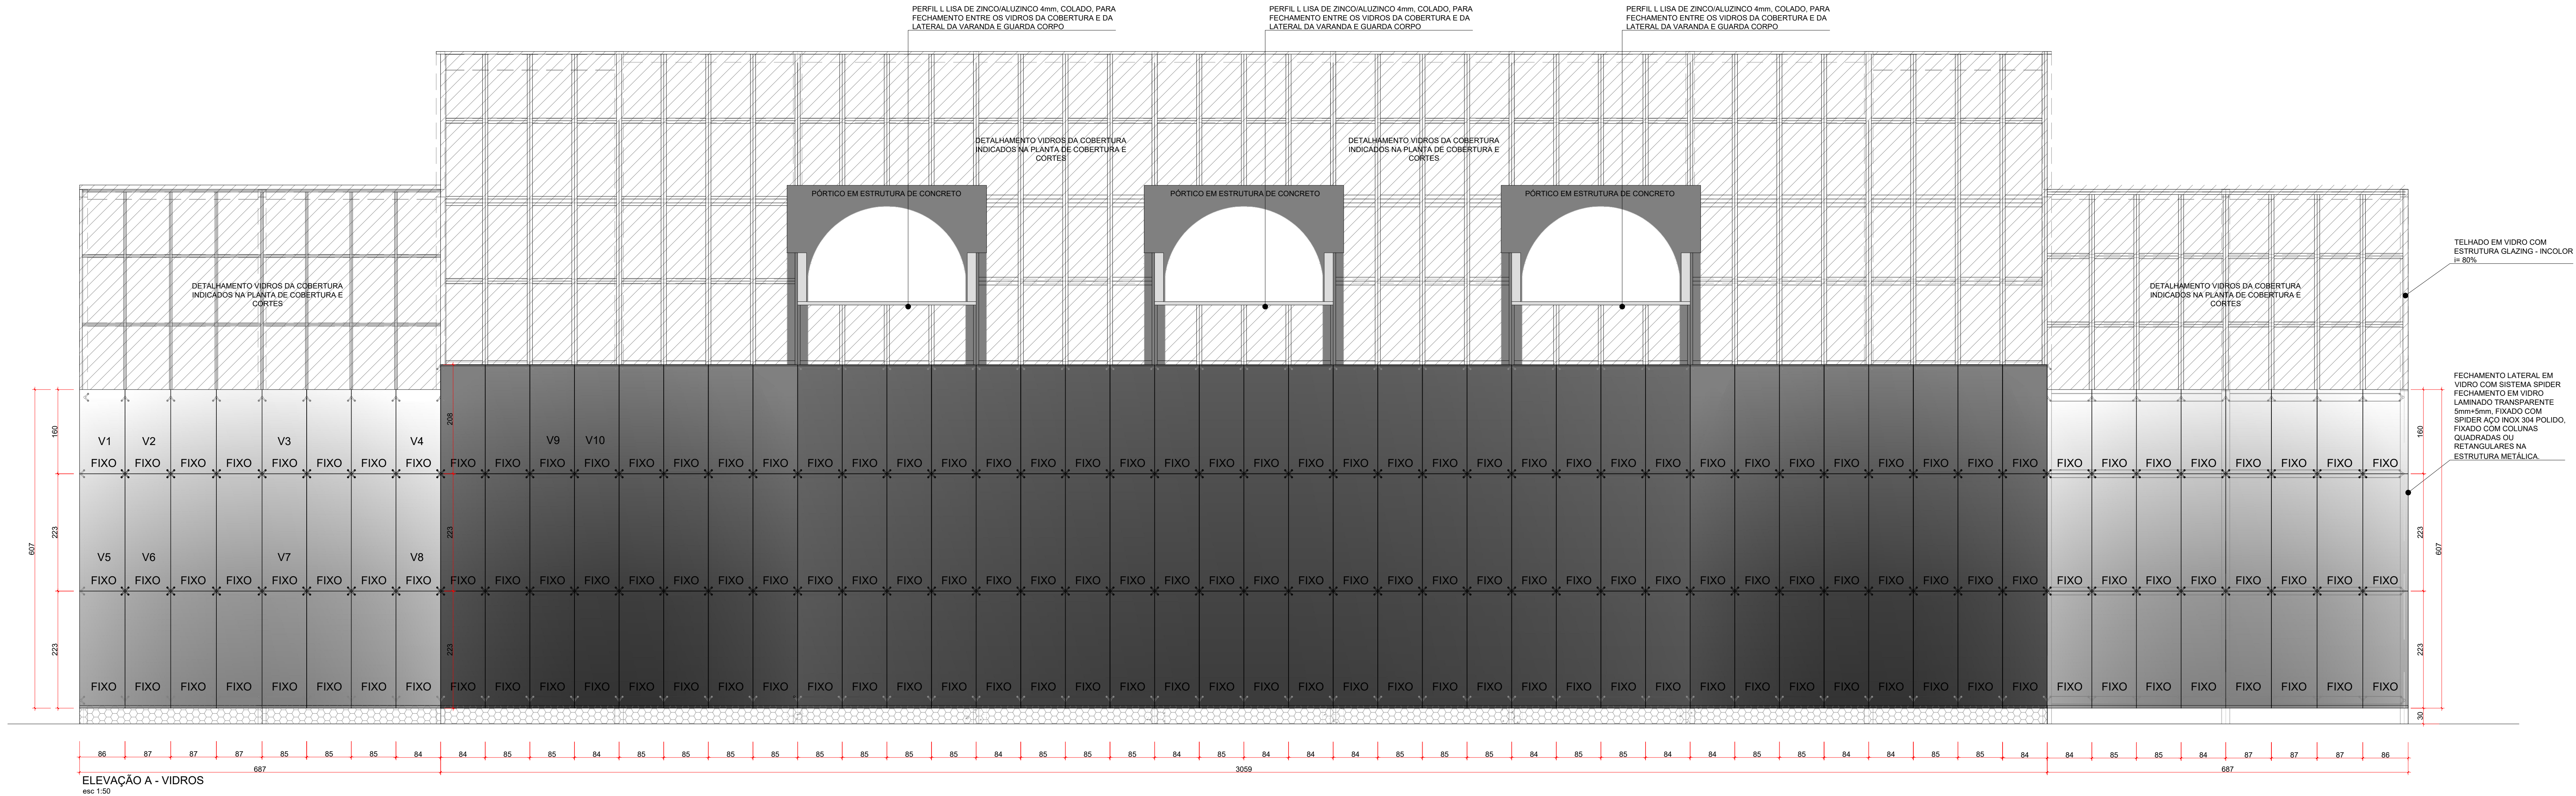 PERFIL L LISA DE ZINCO/ALUZINCO 4mm, COLADO, PARA
FECHAMENTO ENTRE OS VIDROS DA COBERTURA E DA
LATERAL DA VARANDA E GUARDA CORPO
PERFIL L LISA DE ZINCO/ALUZINCO 4mm, COLADO, PARA
FECHAMENTO ENTRE OS VIDROS DA COBERTURA E DA
LATERAL DA VARANDA E GUARDA CORPO
PERFIL L LISA DE ZINCO/ALUZINCO 4mm, COLADO, PARA
FECHAMENTO ENTRE OS VIDROS DA COBERTURA E DA
LATERAL DA VARANDA E GUARDA CORPO
DETALHAMENTO VIDROS DA COBERTURA
INDICADOS NA PLANTA DE COBERTURA E
CORTES
DETALHAMENTO VIDROS DA COBERTURA
INDICADOS NA PLANTA DE COBERTURA E
CORTES
PÓRTICO EM ESTRUTURA DE CONCRETO
PÓRTICO EM ESTRUTURA DE CONCRETO
PÓRTICO EM ESTRUTURA DE CONCRETO
TELHADO EM VIDRO COM
ESTRUTURA GLAZING - INCOLOR
i= 80%
DETALHAMENTO VIDROS DA COBERTURA
INDICADOS NA PLANTA DE COBERTURA E
CORTES
DETALHAMENTO VIDROS DA COBERTURA
INDICADOS NA PLANTA DE COBERTURA E
CORTES
FECHAMENTO LATERAL EM
VIDRO COM SISTEMA SPIDER
FECHAMENTO EM VIDRO
LAMINADO TRANSPARENTE
5mm+5mm, FIXADO COM
SPIDER AÇO INOX 304 POLIDO,
FIXADO COM COLUNAS
QUADRADAS OU
RETANGULARES NA
ESTRUTURA METÁLICA.
607
160
223
223
208
223
223
160
223
223
30
607
V1 V2 V3 V4 V9 V10
FIXO FIXO FIXO FIXO FIXO FIXO FIXO FIXO FIXO FIXO FIXO FIXO FIXO FIXO FIXO FIXO FIXO FIXO FIXO FIXO FIXO FIXO FIXO FIXO FIXO FIXO FIXO FIXO FIXO FIXO FIXO FIXO FIXO FIXO FIXO FIXO FIXO FIXO FIXO FIXO FIXO FIXO FIXO FIXO FIXO FIXO FIXO FIXO FIXO FIXO FIXO FIXO
V5 V6 V7 V8
FIXO FIXO FIXO FIXO FIXO FIXO FIXO FIXO FIXO FIXO FIXO FIXO FIXO FIXO FIXO FIXO FIXO FIXO FIXO FIXO FIXO FIXO FIXO FIXO FIXO FIXO FIXO FIXO FIXO FIXO FIXO FIXO FIXO FIXO FIXO FIXO FIXO FIXO FIXO FIXO FIXO FIXO FIXO FIXO FIXO FIXO FIXO FIXO FIXO FIXO FIXO FIXO
FIXO FIXO FIXO FIXO FIXO FIXO FIXO FIXO FIXO FIXO FIXO FIXO FIXO FIXO FIXO FIXO FIXO FIXO FIXO FIXO FIXO FIXO FIXO FIXO FIXO FIXO FIXO FIXO FIXO FIXO FIXO FIXO FIXO FIXO FIXO FIXO FIXO FIXO FIXO FIXO FIXO FIXO FIXO FIXO FIXO FIXO FIXO FIXO FIXO FIXO FIXO FIXO
86 87 87 87 85 85 85 84 84 85 85 84 85 85 85 85 85 85 85 85 85 85 85 85 84 85 84 84 84 85 85 85 84 85 85 84 84 85 85 84 84 85 85 84 84 85 85 84 87 87 87 86
687 3059 687
ELEVAÇÃO A - VIDROS
esc 1:50